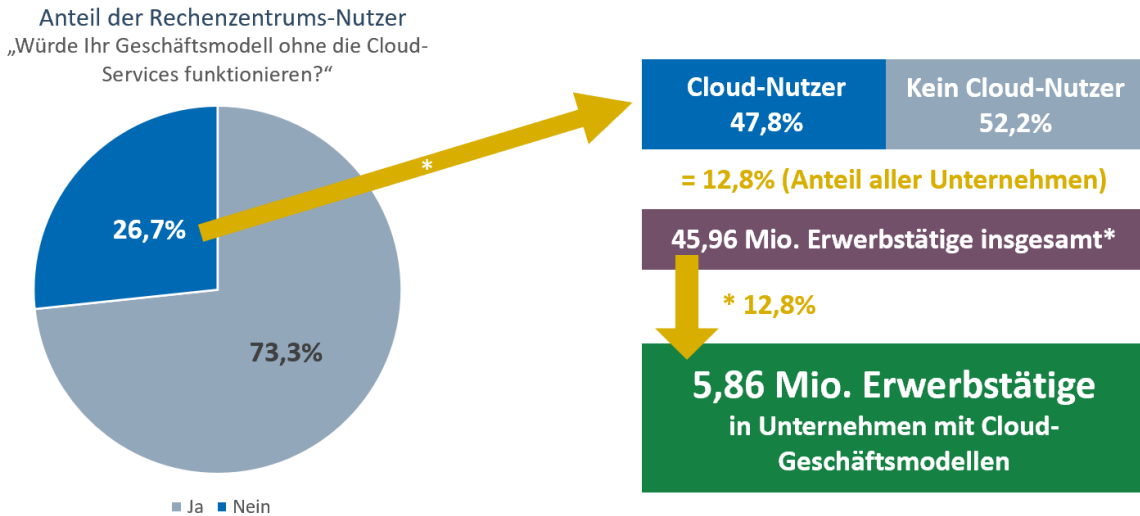 Anteil der Rechenzentrums-Nutzer
„Würde Ihr Geschäftsmodell ohne die Cloud-
Services funktionieren?“
26,7%
73,3%
Ja Nein
*
Cloud-Nutzer
47,8%
Kein Cloud-Nutzer
52,2%
= 12,8% (Anteil aller Unternehmen)
45,96 Mio. Erwerbstätige insgesamt*
* 12,8%
5,86 Mio. Erwerbstätige
in Unternehmen mit Cloud-
Geschäftsmodellen